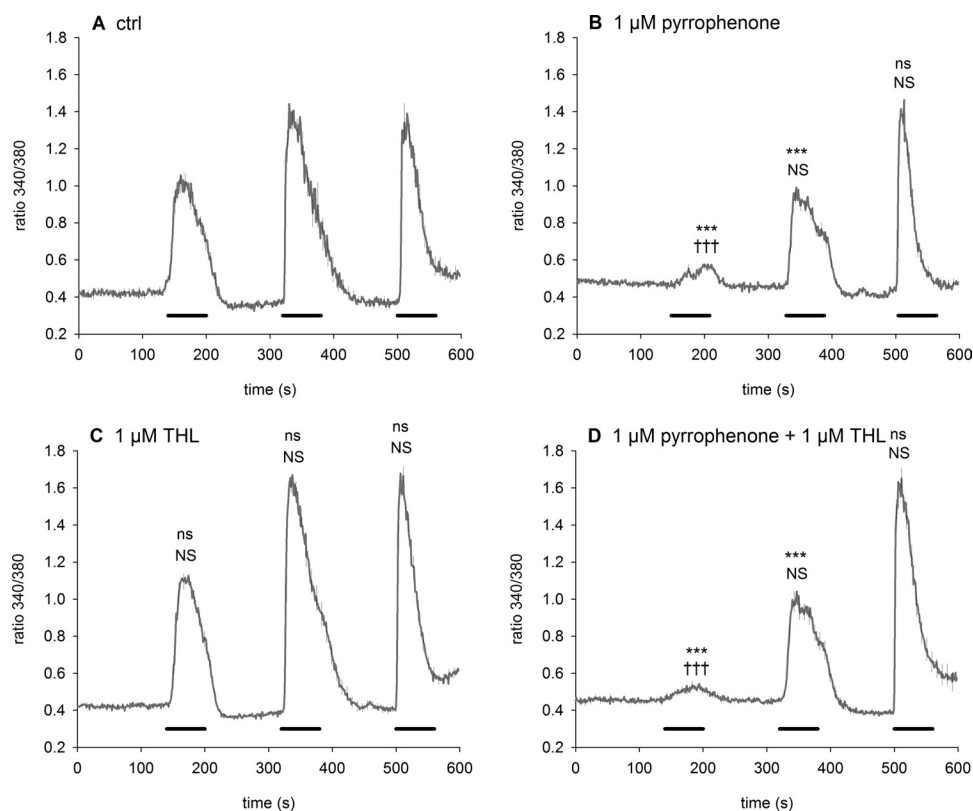 A ctrl
1.8
1.6
1.4
1.2
1.0
0.8
0.6
0.4
0.2
ratio 340/380
0 100 200 300 400 500 600
time (s)
B 1 µM pyrrophenone
1.8
1.6
1.4
1.2
1.0
0.8
0.6
0.4
0.2
ratio 340/380
***
†††
***
NS
ns
NS
0 100 200 300 400 500 600
time (s)
C 1 µM THL
1.8
1.6
1.4
1.2
1.0
0.8
0.6
0.4
0.2
ratio 340/380
ns
NS
ns
NS
ns
NS
0 100 200 300 400 500 600
time (s)
D 1 µM pyrrophenone + 1 µM THL
1.8
1.6
1.4
1.2
1.0
0.8
0.6
0.4
0.2
ratio 340/380
***
†††
***
NS
ns
NS
0 100 200 300 400 500 600
time (s)